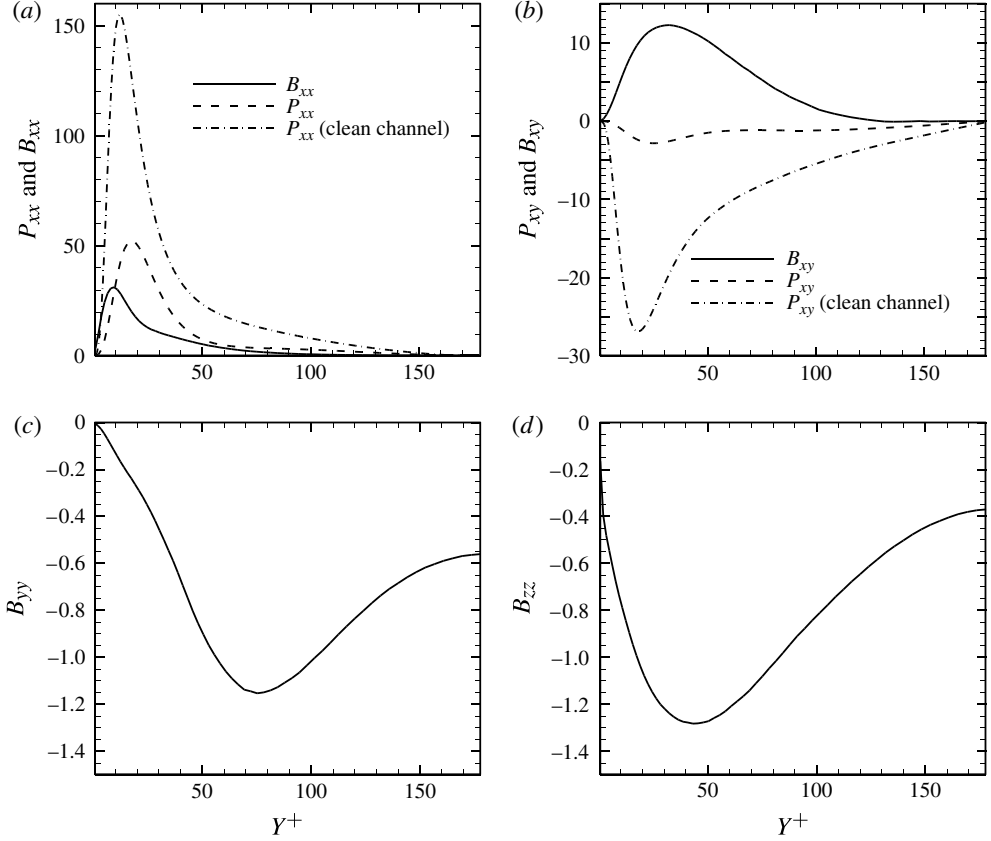 (a)
150
100
50
0
50
100
150
P_xx and B_xx
B_xx
P_xx
P_xx (clean channel)
(b)
10
0
−10
−20
−30
50
100
150
P_xy and B_xy
B_xy
P_xy
P_xy (clean channel)
(c)
0
−0.2
−0.4
−0.6
−0.8
−1.0
−1.2
−1.4
50
100
150
B_yy
Y+
(d)
0
−0.2
−0.4
−0.6
−0.8
−1.0
−1.2
−1.4
50
100
150
B_zz
Y+